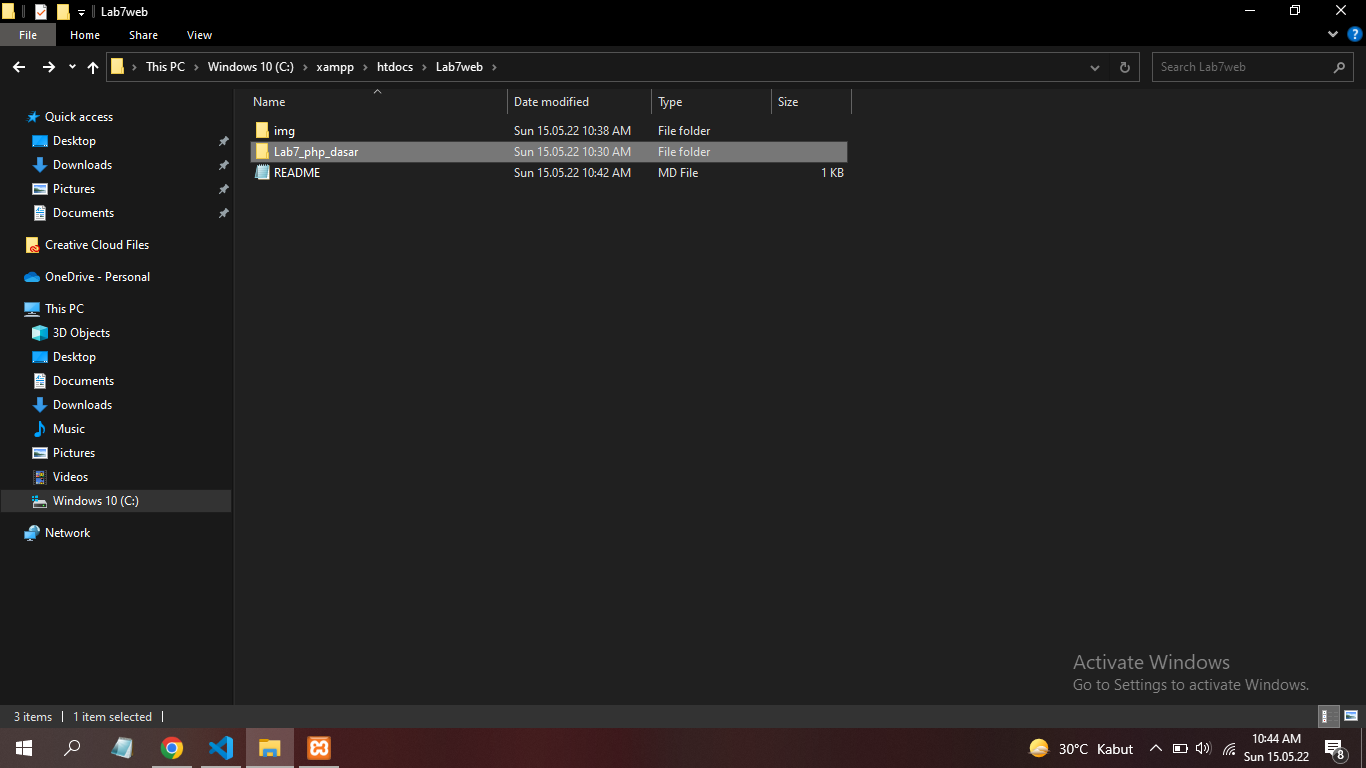 Lab7web
File Home Share View
This PC Windows 10 (C:) xampp htdocs Lab7web
Search Lab7web
Name Date modified Type Size
img Sun 15.05.22 10:38 AM File folder
Lab7_php_dasar Sun 15.05.22 10:30 AM File folder
README Sun 15.05.22 10:42 AM MD File 1 KB
Quick access
Desktop
Downloads
Pictures
Documents
Creative Cloud Files
OneDrive - Personal
This PC
3D Objects
Desktop
Documents
Downloads
Music
Pictures
Videos
Windows 10 (C:)
Network
Activate Windows
Go to Settings to activate Windows.
3 items 1 item selected
30°C Kabut
10:44 AM
Sun 15.05.22
8